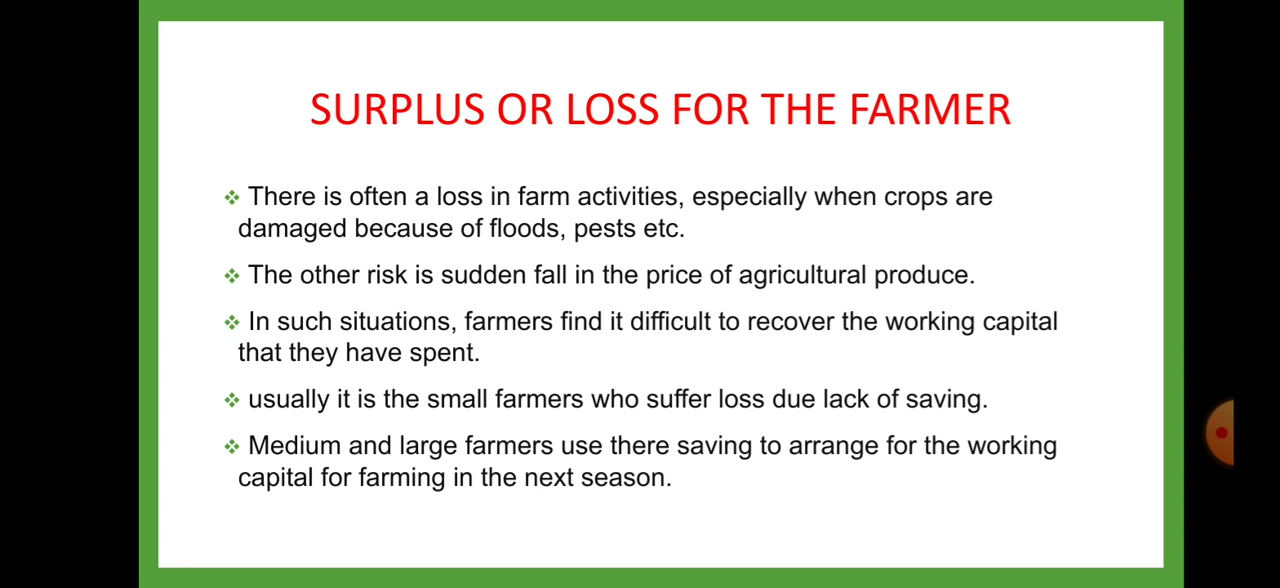 SURPLUS OR LOSS FOR THE FARMER
❖ There is often a loss in farm activities, especially when crops are
damaged because of floods, pests etc.
❖ The other risk is sudden fall in the price of agricultural produce.
❖ In such situations, farmers find it difficult to recover the working capital
that they have spent.
❖ usually it is the small farmers who suffer loss due lack of saving.
❖ Medium and large farmers use there saving to arrange for the working
capital for farming in the next season.